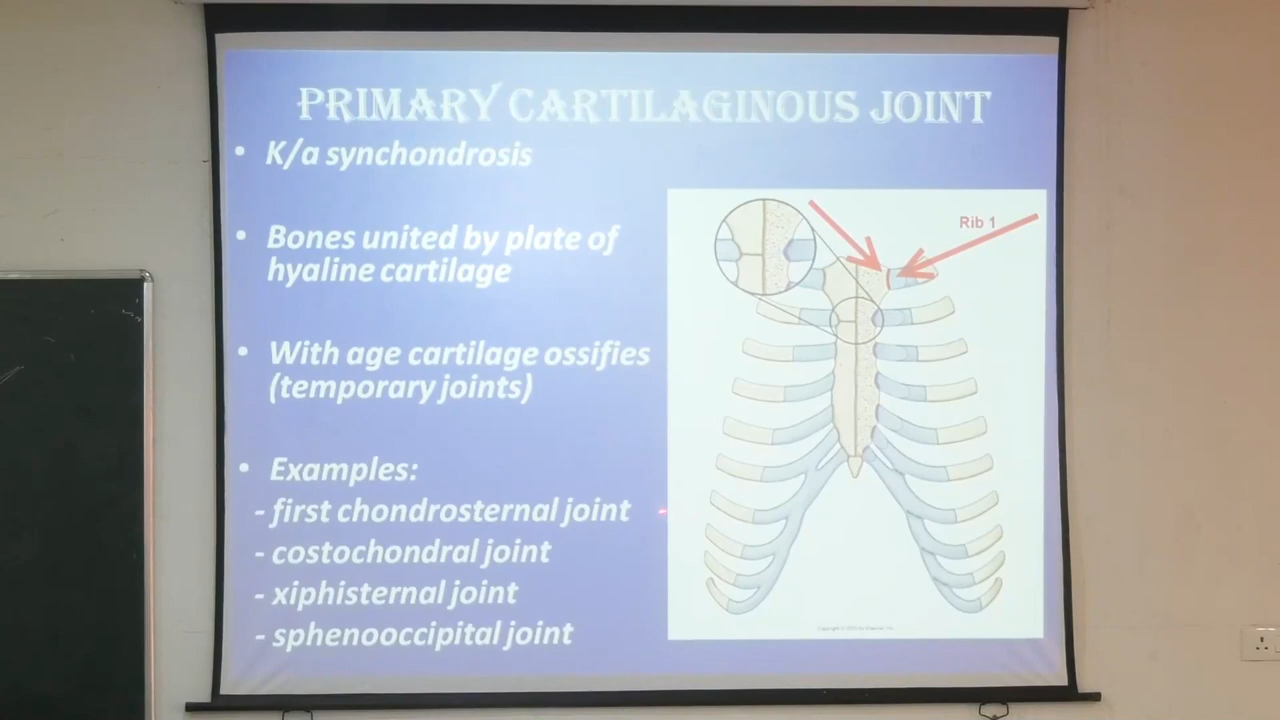 PRIMARY CARTILAGINOUS JOINT
• K/a synchondrosis
• Bones united by plate of
hyaline cartilage
• With age cartilage ossifies
(temporary joints)
• Examples:
- first chondrosternal joint
- costochondral joint
- xiphisternal joint
- sphenooccipital joint
Rib 1